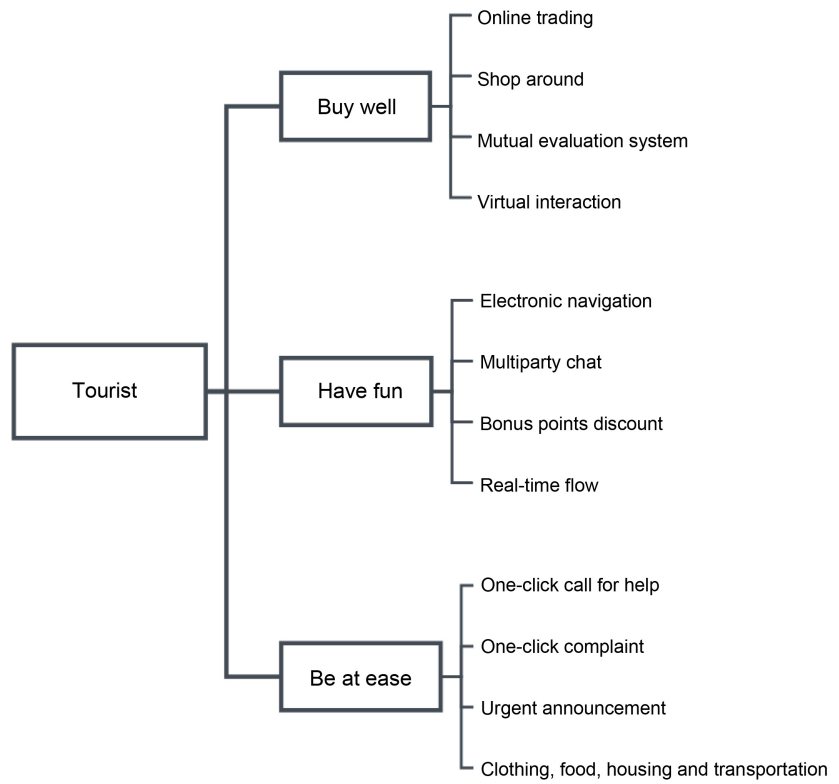 Tourist
Buy well
Online trading
Shop around
Mutual evaluation system
Virtual interaction
Have fun
Electronic navigation
Multiparty chat
Bonus points discount
Real-time flow
Be at ease
One-click call for help
One-click complaint
Urgent announcement
Clothing, food, housing and transportation